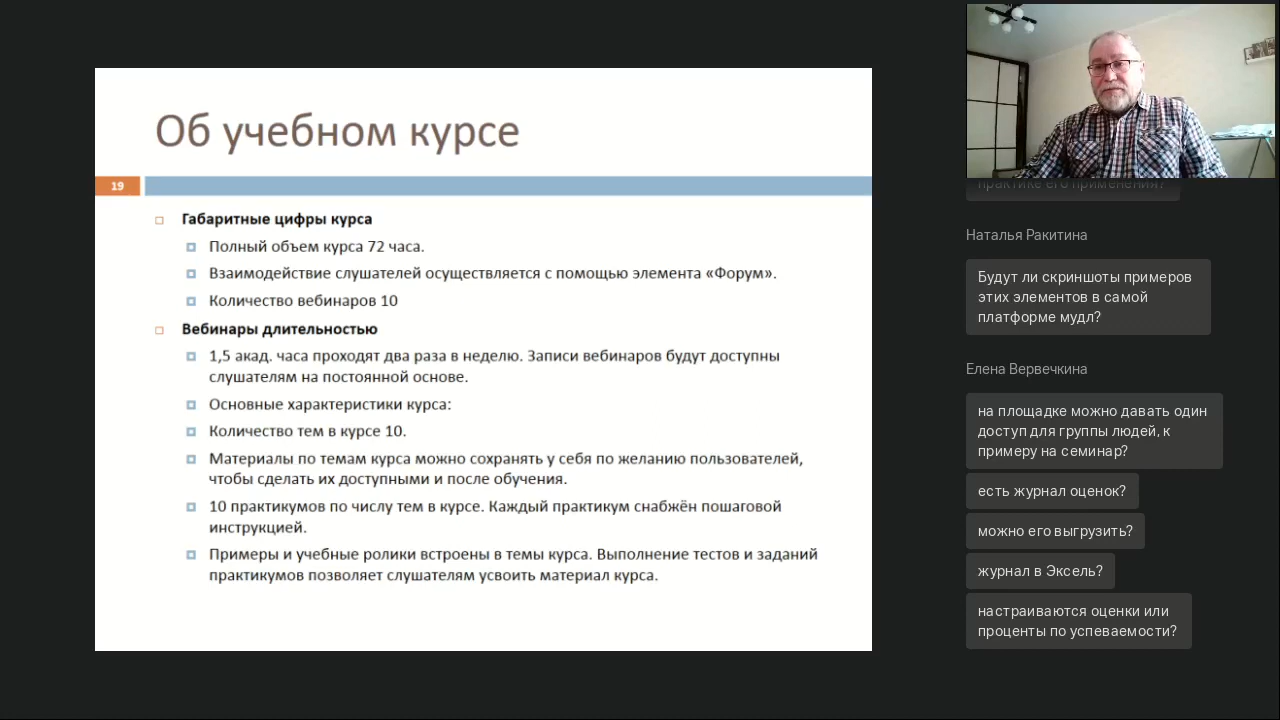 Об учебном курсе
19
Габаритные цифры курса
Полный объем курса 72 часа.
Взаимодействие слушателей осуществляется с помощью элемента «Форум».
Количество вебинаров 10
Вебинары длительностью
1,5 акад. часа проходят два раза в неделю. Записи вебинаров будут доступны
слушателям на постоянной основе.
Основные характеристики курса:
Количество тем в курсе 10.
Материалы по темам курса можно сохранять у себя по желанию пользователей,
чтобы сделать их доступными и после обучения.
10 практикумов по числу тем в курсе. Каждый практикум снабжён пошаговой
инструкцией.
Примеры и учебные ролики встроены в темы курса. Выполнение тестов и заданий
практикумов позволяет слушателям усвоить материал курса.
практике его применения?
Наталья Ракитина
Будут ли скриншоты примеров
этих элементов в самой
платформе мудл?
Елена Вервечкина
на площадке можно давать один
доступ для группы людей, к
примеру на семинар?
есть журнал оценок?
можно его выгрузить?
журнал в Эксель?
настраиваются оценки или
проценты по успеваемости?